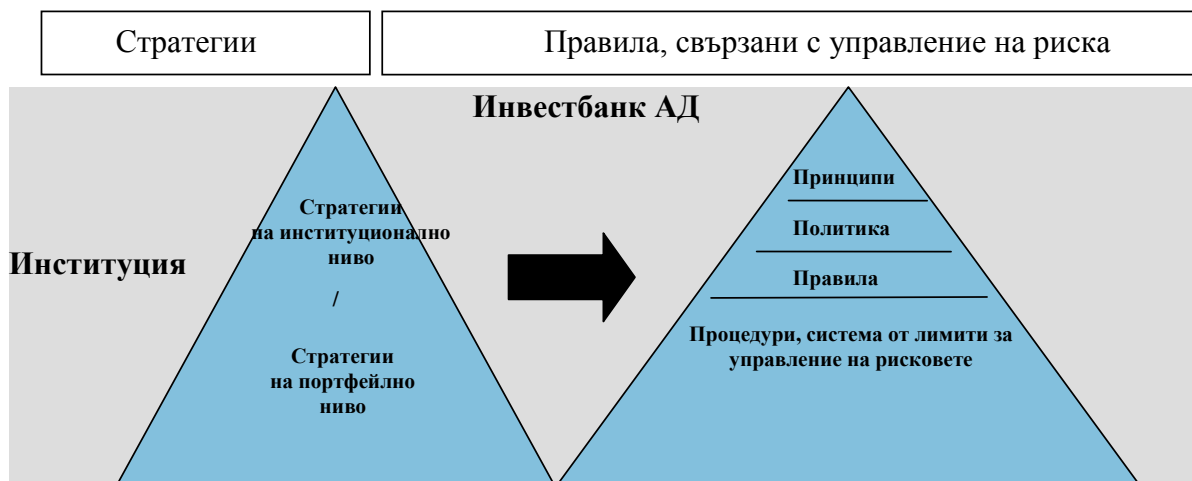 Стратегии
Правила, свързани с управление на риска
Инвестбанк АД
Институция
Стратегии
на институционално
ниво
/
Стратегии
на портфейлно
ниво
Принципи
Политика
Правила
Процедури, система от лимити за
управление на рисковете